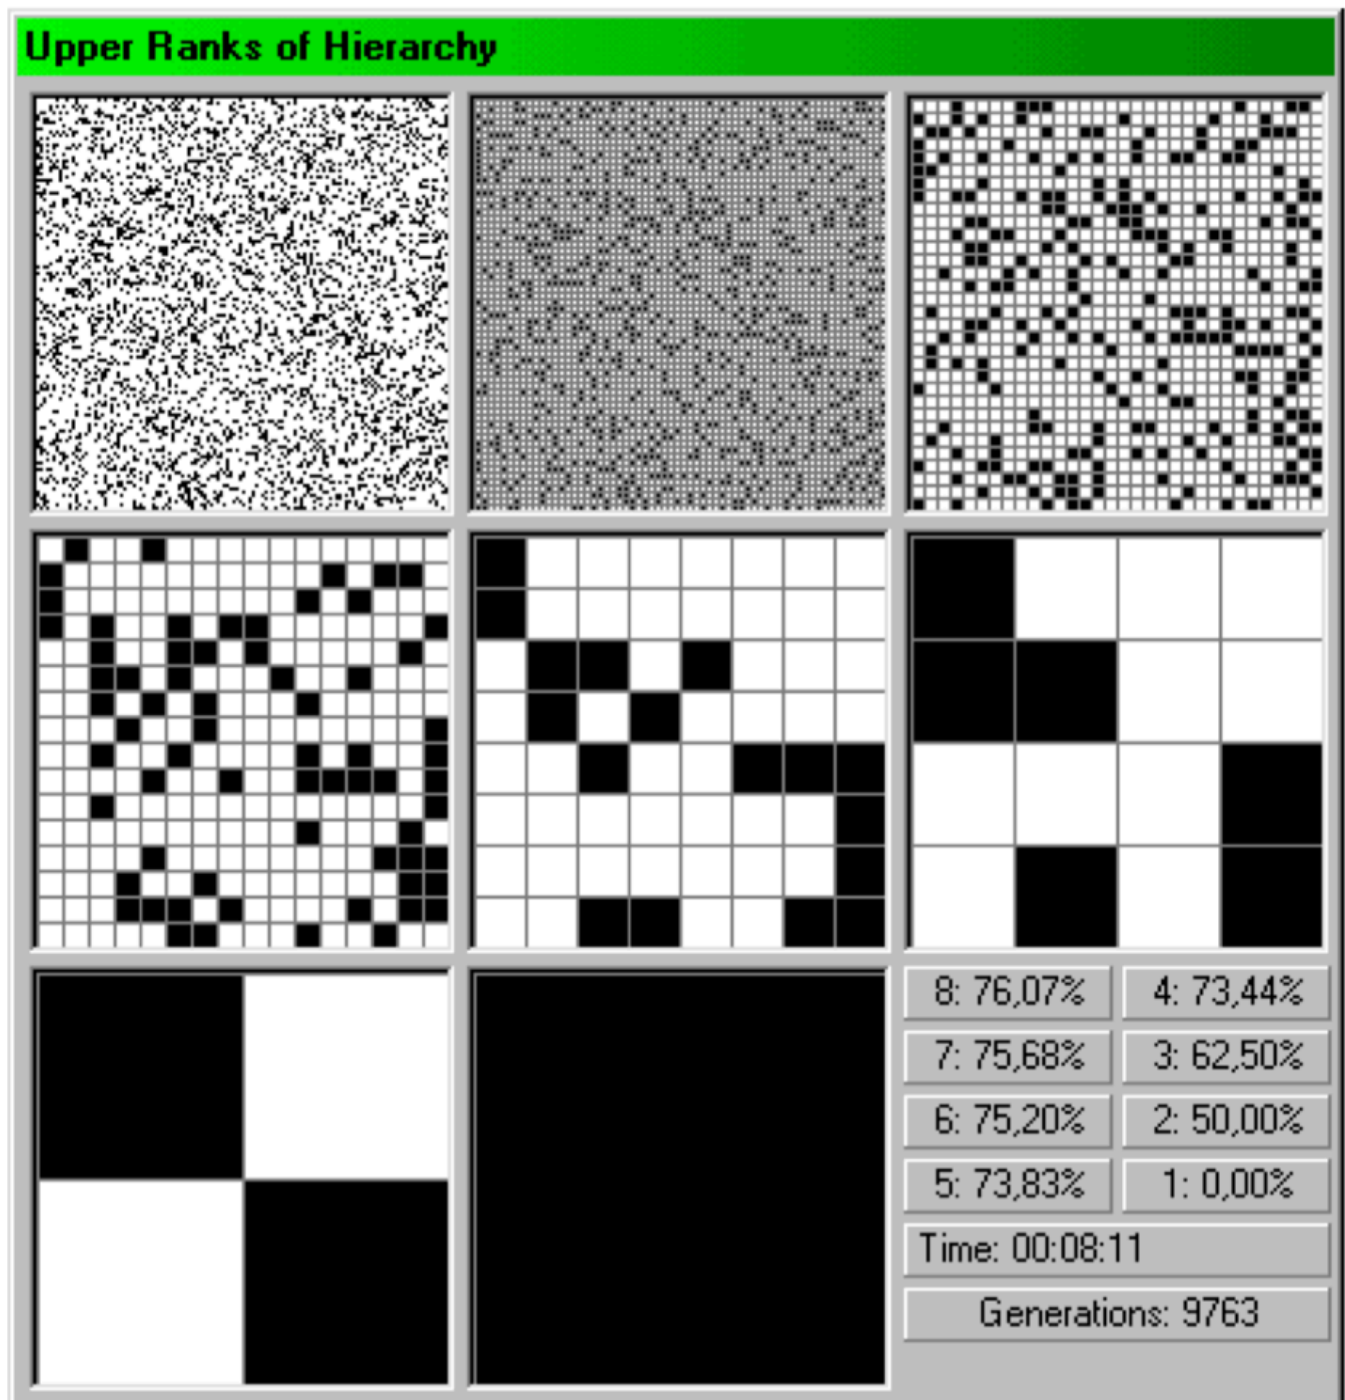 Upper Ranks of Hierarchy
8: 76,07% 4: 73,44%
7: 75,68% 3: 62,50%
6: 75,20% 2: 50,00%
5: 73,83% 1: 0,00%
Time: 00:08:11
Generations: 9763